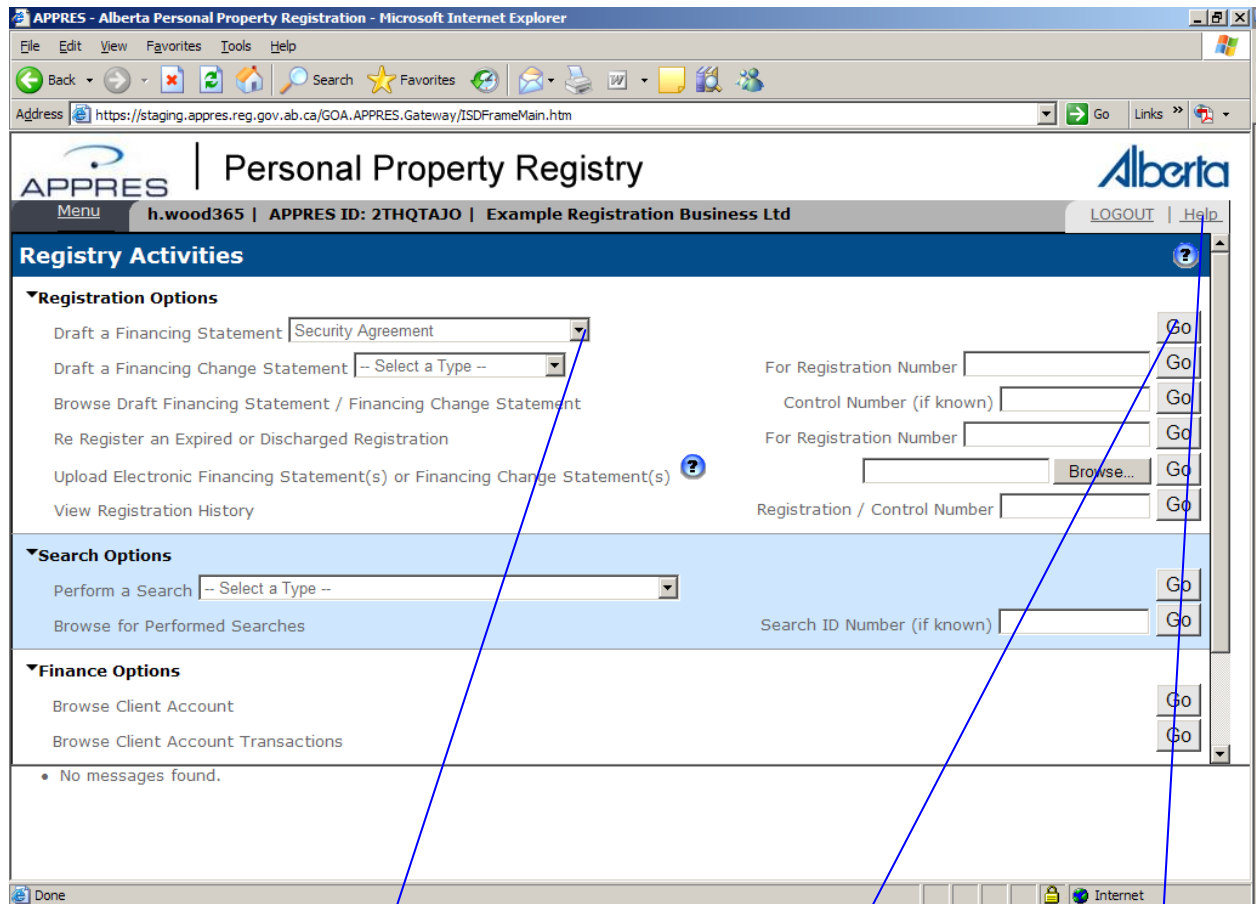 APPRES - Alberta Personal Property Registration - Microsoft Internet Explorer
File Edit View Favorites Tools Help
Back Search Favorites
Address https://staging.appres.reg.gov.ab.ca/GOA.APPRES.Gateway/ISDFrameMain.htm Go Links »
APPRES Personal Property Registry Alberta
Menu h.wood365 | APPRES ID: 2THQTAJO | Example Registration Business Ltd LOGOUT | Help
Registry Activities ?
Registration Options
Draft a Financing Statement Security Agreement Go
Draft a Financing Change Statement -- Select a Type -- For Registration Number Go
Browse Draft Financing Statement / Financing Change Statement Control Number (if known) Go
Re Register an Expired or Discharged Registration For Registration Number Go
Upload Electronic Financing Statement(s) or Financing Change Statement(s) ? Browse... Go
View Registration History Registration / Control Number Go
Search Options
Perform a Search -- Select a Type -- Go
Browse for Performed Searches Search ID Number (if known) Go
Finance Options
Browse Client Account Go
Browse Client Account Transactions Go
• No messages found.
Done Internet